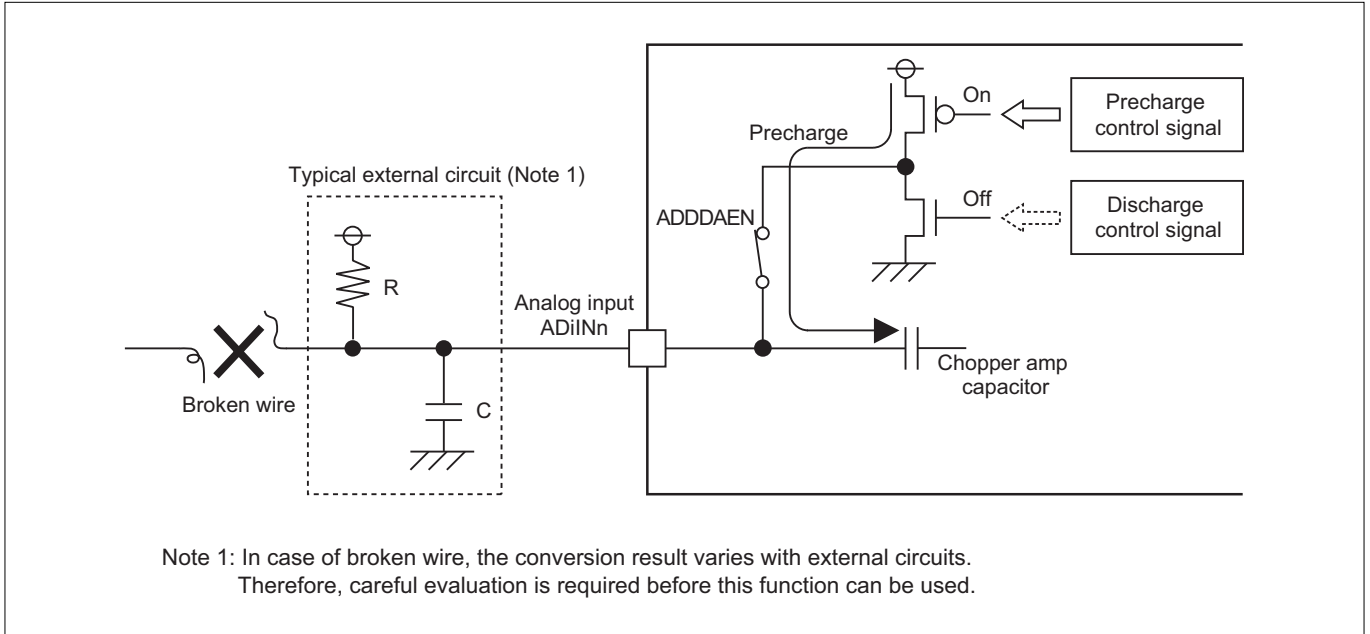 On
Precharge
control signal
Precharge
Typical external circuit (Note 1)
Off
Discharge
control signal
ADDDAEN
R
Analog input
ADiINn
Chopper amp
capacitor
Broken wire
C
Note 1: In case of broken wire, the conversion result varies with external circuits.
Therefore, careful evaluation is required before this function can be used.